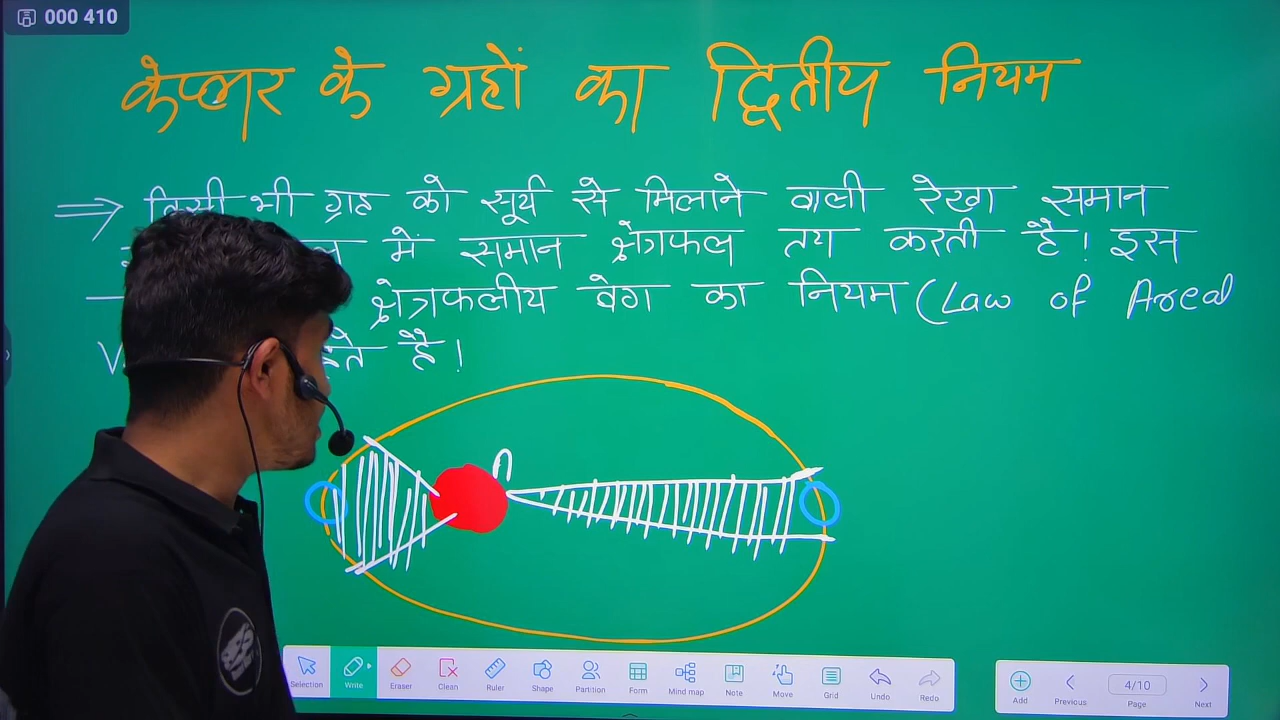 000 410
केप्लर के ग्रहों का द्वितीय नियम
⇒ किसी भी ग्रह को सूर्य से मिलाने वाली रेखा समान
में समान क्षेत्रफल तय करती है! इस
क्षेत्रफलीय वेग का नियम (Law of Areal
है!
Selection Write Eraser Clean Ruler Shape Partition Form Mind map Note Move Grid Undo Redo
Add Previous 4/10 Page Next